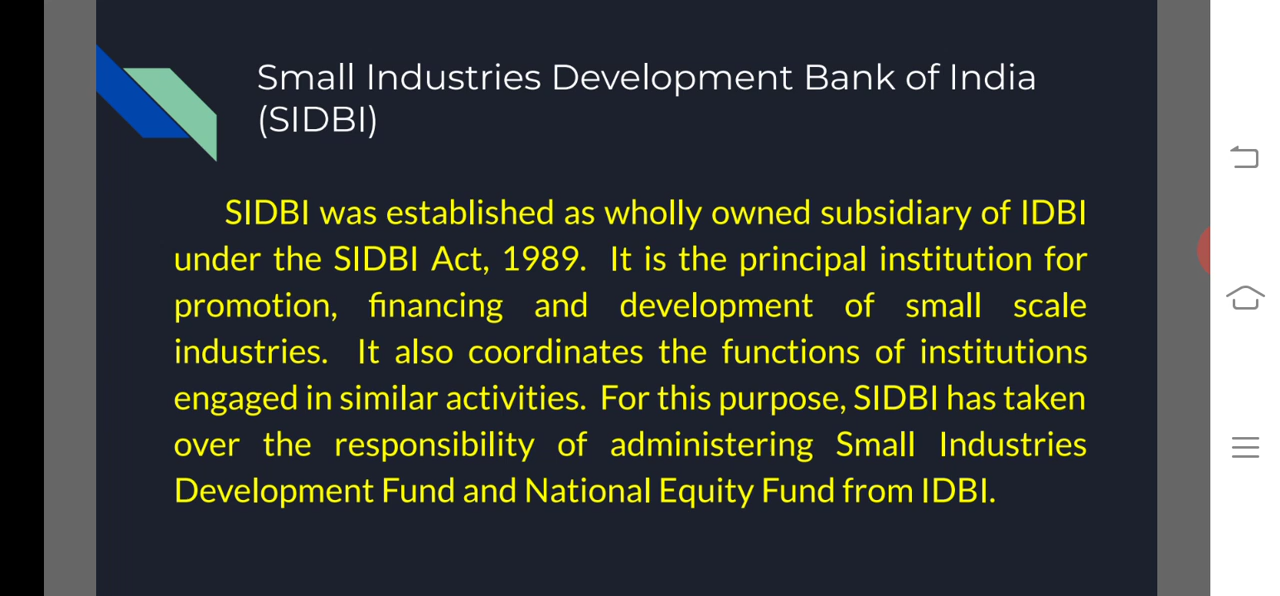 Small Industries Development Bank of India
(SIDBI)
SIDBI was established as wholly owned subsidiary of IDBI
under the SIDBI Act, 1989. It is the principal institution for
promotion, financing and development of small scale
industries. It also coordinates the functions of institutions
engaged in similar activities. For this purpose, SIDBI has taken
over the responsibility of administering Small Industries
Development Fund and National Equity Fund from IDBI.